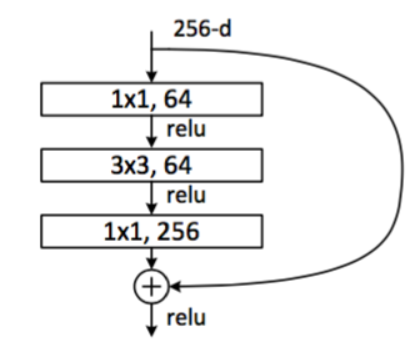 256-d
1x1, 64
relu
3x3, 64
relu
1x1, 256
+
relu